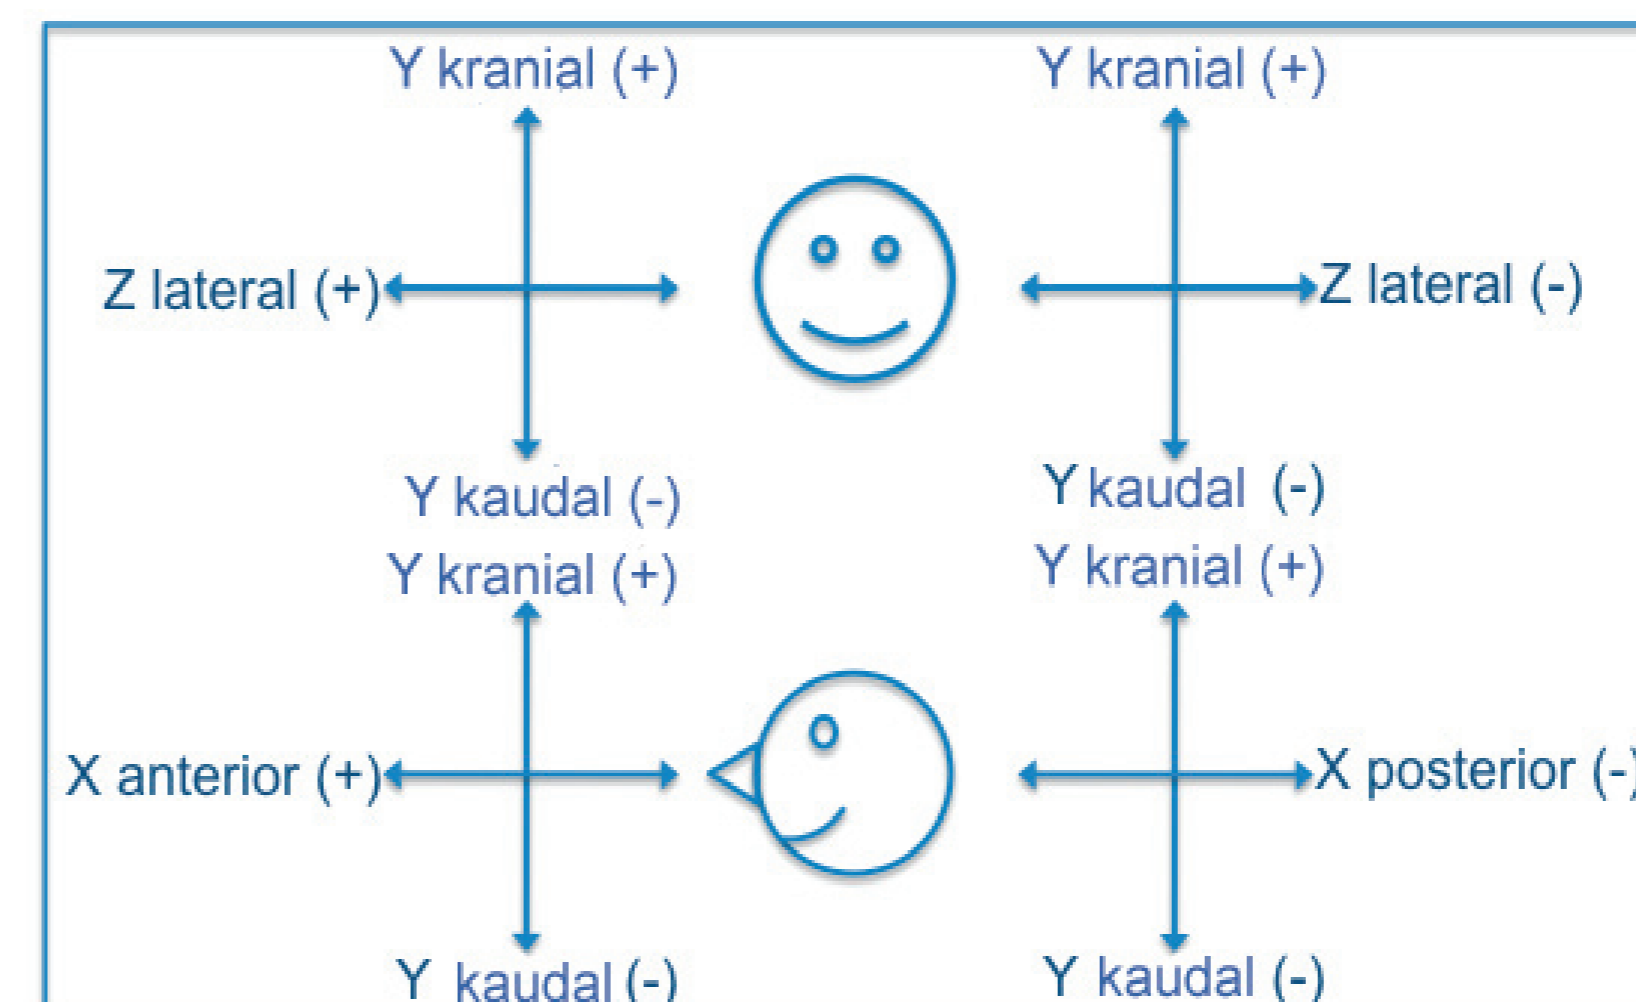 Y kranial (+) Y kranial (+)
Z lateral (+) Z lateral (-)
Y kaudal (-) Y kaudal (-)
Y kranial (+) Y kranial (+)
X anterior (+) X posterior (-)
Y kaudal (-) Y kaudal (-)